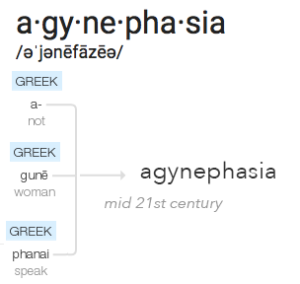 a·gy·ne·pha·sia
/əˈjənēfāzēə/
GREEK
a-
not
GREEK
gunē
woman
agynephasia
mid 21st century
GREEK
phanai
speak